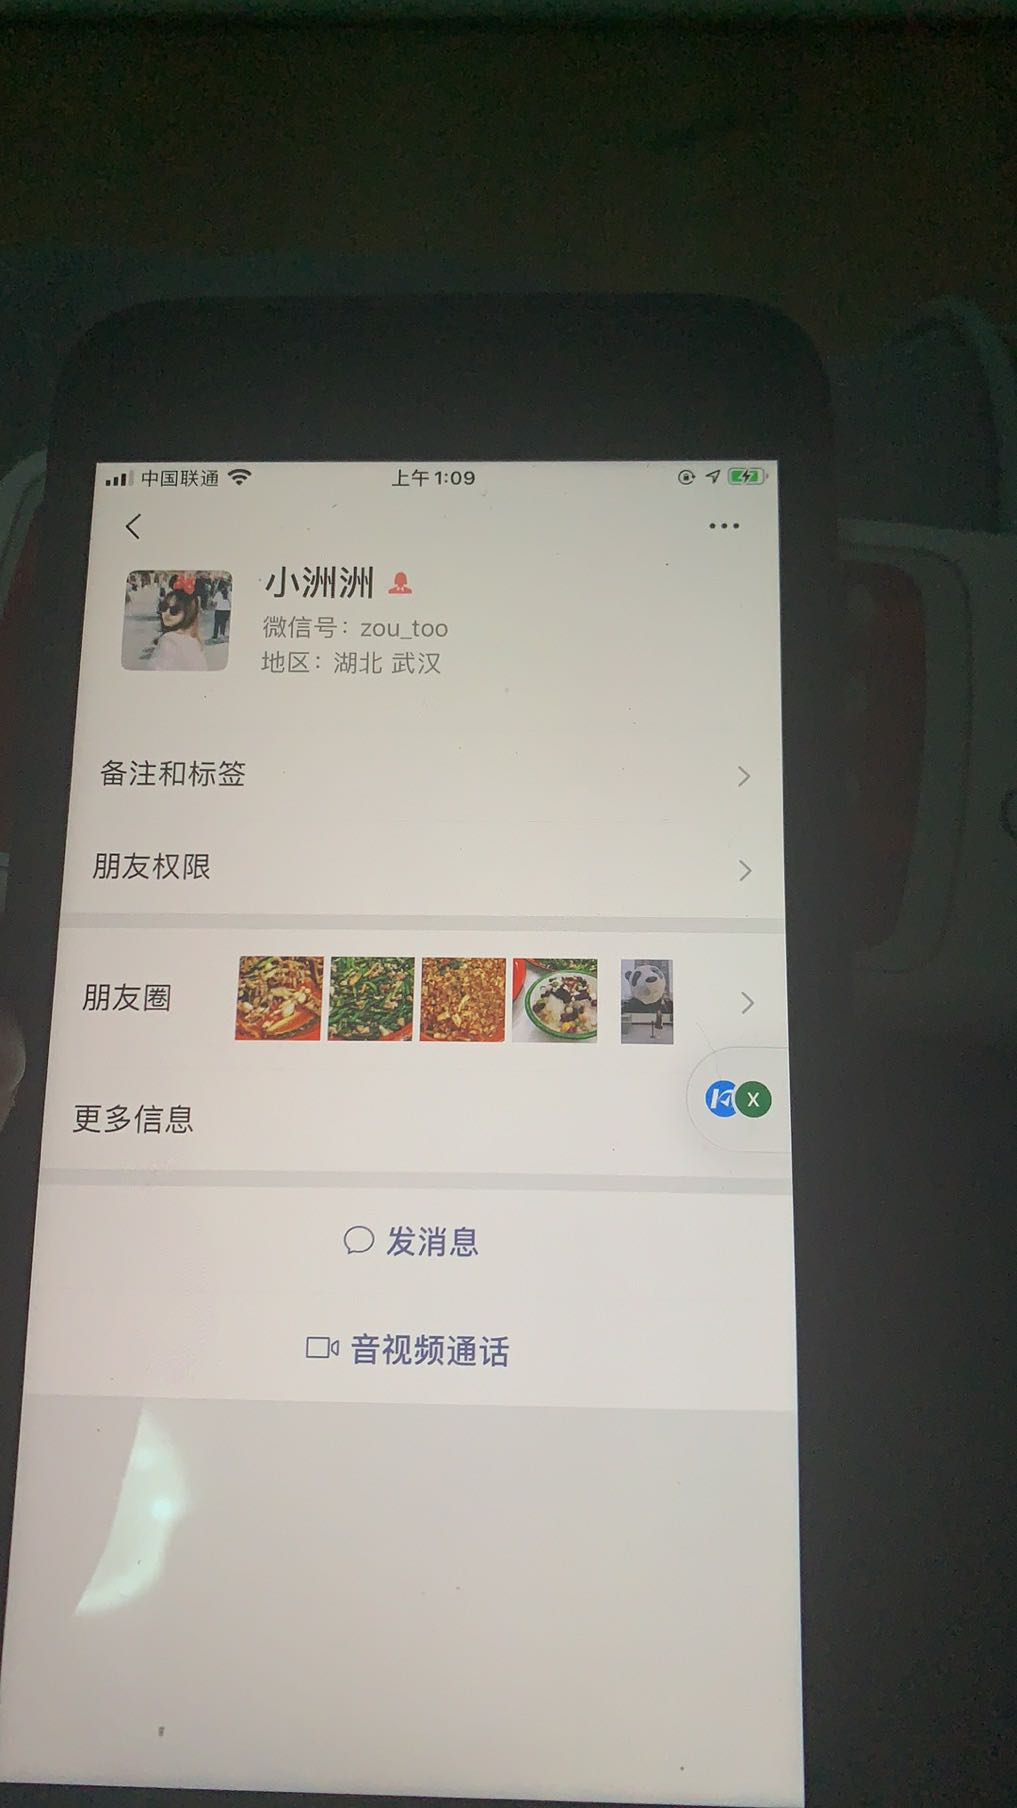 中国联通 上午1:09
小洲洲
微信号：zou_too
地区：湖北 武汉
备注和标签
朋友权限
朋友圈
X
更多信息
发消息
音视频通话